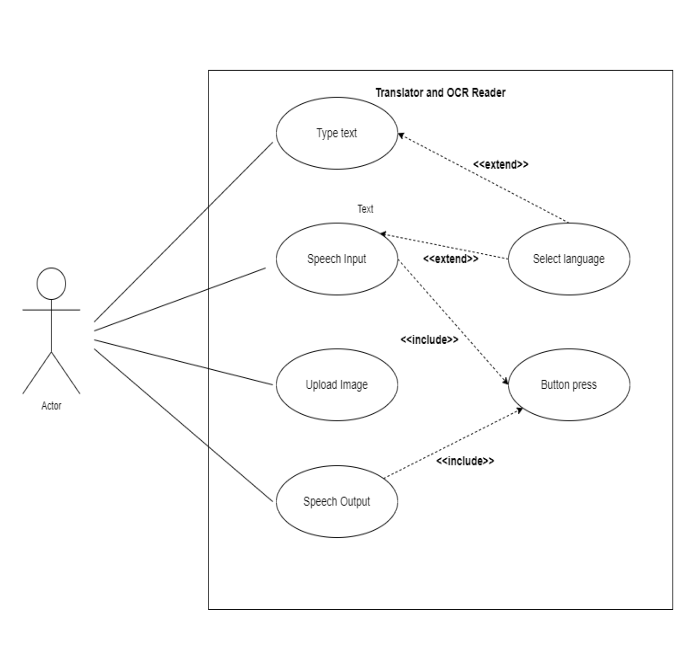 Translator and OCR Reader
Type text
<<extend>>
Text
Speech Input
<<extend>>
Select language
<<include>>
Upload Image
Button press
Actor
<<include>>
Speech Output